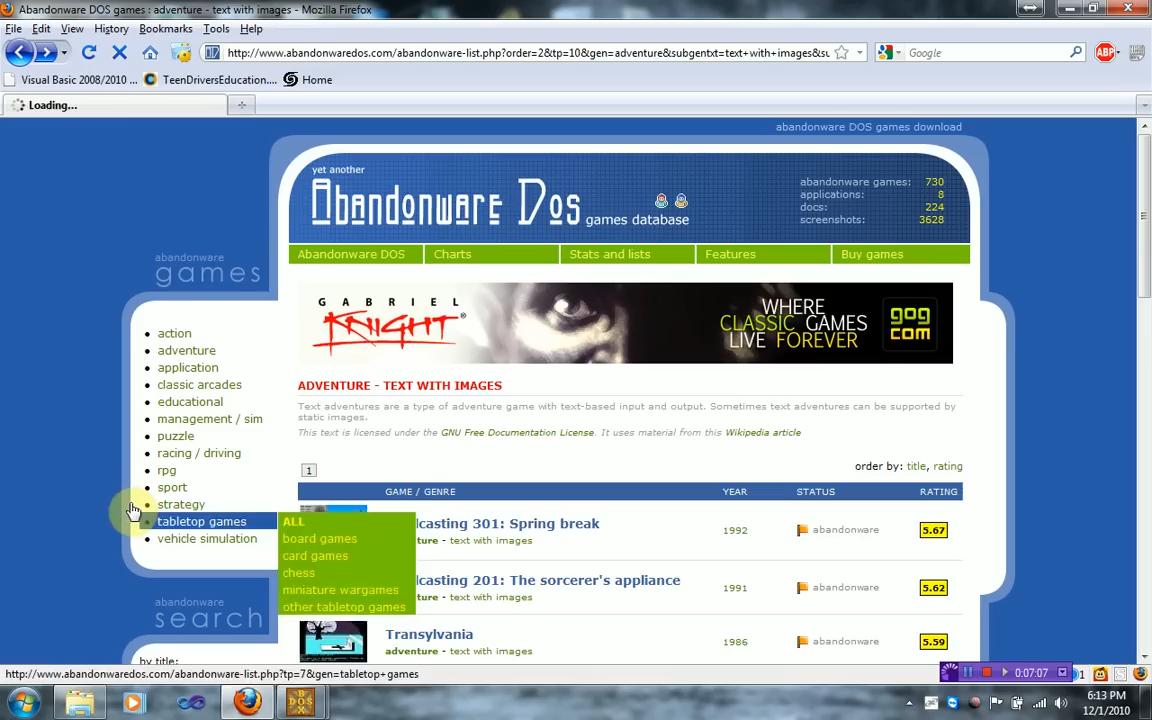 Abandonware DOS games : adventure - text with images - Mozilla Firefox
File Edit View History Bookmarks Tools Help
http://www.abandonwaredos.com/abandonware-list.php?order=2&tp=10&gen=adventure&subgentxt=text+with+images&su
Google
ABP
Visual Basic 2008/2010 ...
TeenDriversEducation....
Home
Loading...
abandonware DOS games download
yet another
Abandonware Dos
games database
abandonware games: 730
applications: 8
docs: 224
screenshots: 3628
Abandonware DOS
Charts
Stats and lists
Features
Buy games
GABRIEL
KNIGHT®
WHERE
CLASSIC GAMES
LIVE FOREVER
gog
com
abandonware
games
action
adventure
application
classic arcades
educational
management / sim
puzzle
racing / driving
rpg
sport
strategy
tabletop games
vehicle simulation
ALL
board games
card games
chess
miniature wargames
other tabletop games
abandonware
search
by title:
ADVENTURE - TEXT WITH IMAGES
Text adventures are a type of adventure game with text-based input and output. Sometimes text adventures can be supported by
static images.
This text is licensed under the GNU Free Documentation License. It uses material from this Wikipedia article
1
order by: title, rating
GAME / GENRE YEAR STATUS RATING
lcasting 301: Spring break 1992 abandonware 5.67
ture - text with images
lcasting 201: The sorcerer's appliance 1991 abandonware 5.62
ture - text with images
Transylvania 1986 abandonware 5.59
adventure - text with images
http://www.abandonwaredos.com/abandonware-list.php?tp=7&gen=tabletop+games
0:07:07
1
6:13 PM
12/1/2010